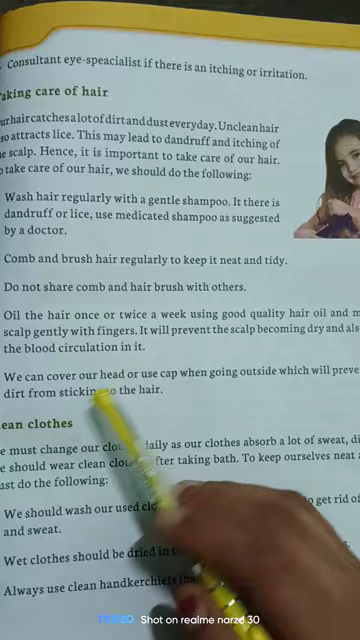 Consultant eye-speacialist if there is an itching or irritation.
aking care of hair
ur hair catches a lot of dirt and dust everyday. Unclean hair
so attracts lice. This may lead to dandruff and itching of
e scalp. Hence, it is important to take care of our hair.
o take care of our hair, we should do the following:
Wash hair regularly with a gentle shampoo. It there is
dandruff or lice, use medicated shampoo as suggested
by a doctor.
Comb and brush hair regularly to keep it neat and tidy.
Do not share comb and hair brush with others.
Oil the hair once or twice a week using good quality hair oil and m
scalp gently with fingers. It will prevent the scalp becoming dry and als
the blood circulation in it.
We can cover our head or use cap when going outside which will preve
dirt from sticking to the hair.
ean clothes
e must change our clot daily as our clothes absorb a lot of sweat, di
e should wear clean clo after taking bath. To keep ourselves neat a
ust do the following:
We should wash our used clo to get rid of
and sweat.
Wet clothes should be dried in t
Always use clean handkerchiefs
Shot on realme narzo 30